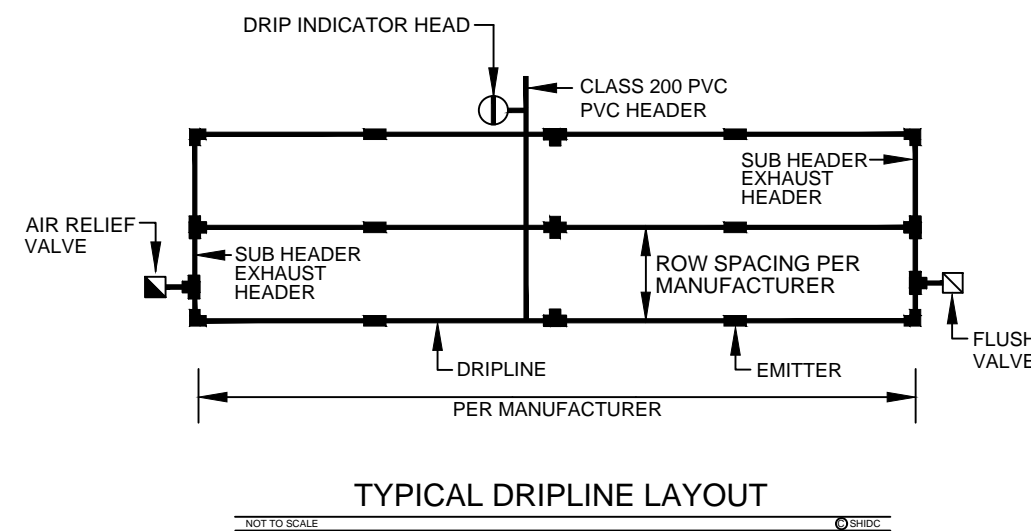 DRIP INDICATOR HEAD
CLASS 200 PVC
PVC HEADER
SUB HEADER
EXHAUST
HEADER
AIR RELIEF
VALVE
SUB HEADER
EXHAUST
HEADER
ROW SPACING PER
MANUFACTURER
FLUSH
VALVE
DRIPLINE
EMITTER
PER MANUFACTURER
TYPICAL DRIPLINE LAYOUT
NOT TO SCALE
© SHIDC